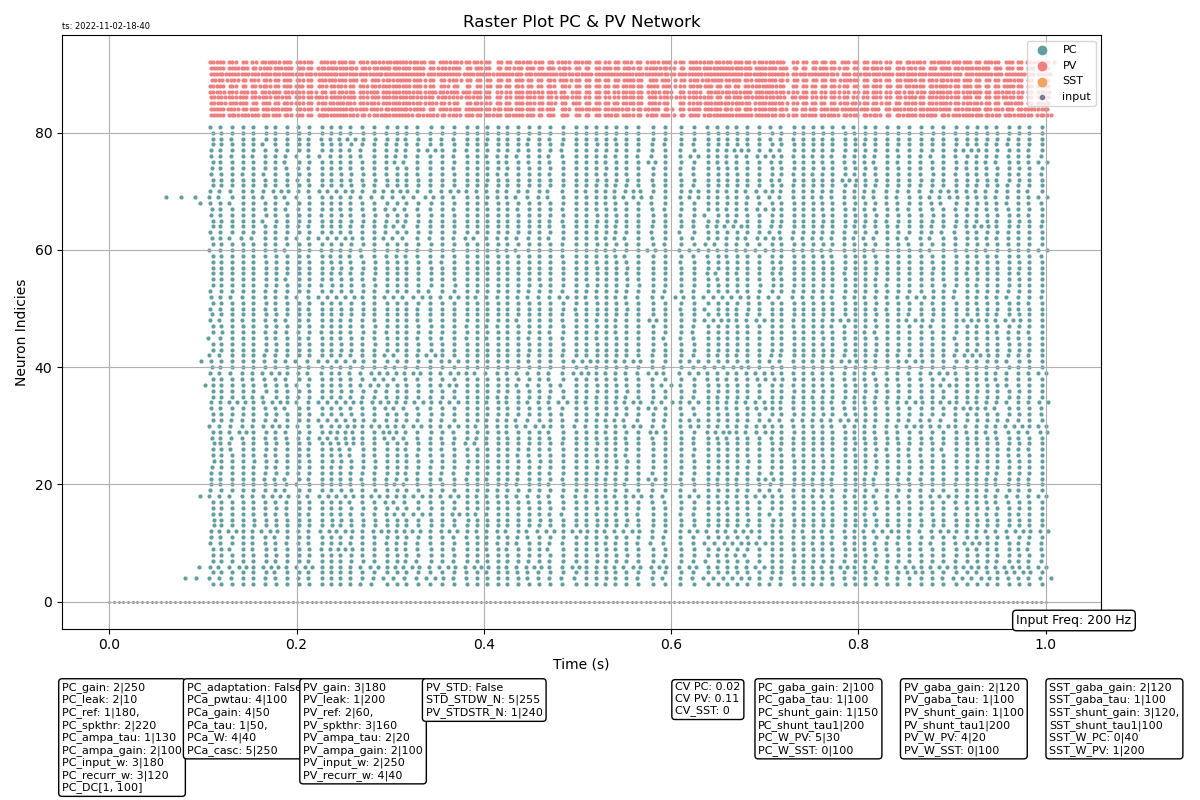 ts: 2022-11-02-18-40
Raster Plot PC & PV Network
PC
PV
SST
input
Neuron Indicies
80
60
40
20
0
0.0
0.2
0.4
0.6
0.8
1.0
Input Freq: 200 Hz
Time (s)
PC_gain: 2|250
PC_leak: 2|10
PC_ref: 1|180,
PC_spkthr: 2|220
PC_ampa_tau: 1|130
PC_ampa_gain: 2|100
PC_input_w: 3|180
PC_recurr_w: 3|120
PC_DC[1, 100]
PC_adaptation: False
PCa_pwtau: 4|100
PCa_gain: 4|50
PCa_tau: 1|50,
PCa_W: 4|40
PCa_casc: 5|250
PV_gain: 3|180
PV_leak: 1|200
PV_ref: 2|60,
PV_spkthr: 3|160
PV_ampa_tau: 2|20
PV_ampa_gain: 2|100
PV_input_w: 2|250
PV_recurr_w: 4|40
PV_STD: False
STD_STDW_N: 5|255
PV_STDSTR_N: 1|240
CV PC: 0.02
CV PV: 0.11
CV_SST: 0
PC_gaba_gain: 2|100
PC_gaba_tau: 1|100
PC_shunt_gain: 1|150
PC_shunt_tau1|200
PC_W_PV: 5|30
PC_W_SST: 0|100
PV_gaba_gain: 2|120
PV_gaba_tau: 1|100
PV_shunt_gain: 1|100
PV_shunt_tau1|200
PV_W_PV: 4|20
PV_W_SST: 0|100
SST_gaba_gain: 2|120
SST_gaba_tau: 1|100
SST_shunt_gain: 3|120,
SST_shunt_tau1|100
SST_W_PC: 0|40
SST_W_PV: 1|200